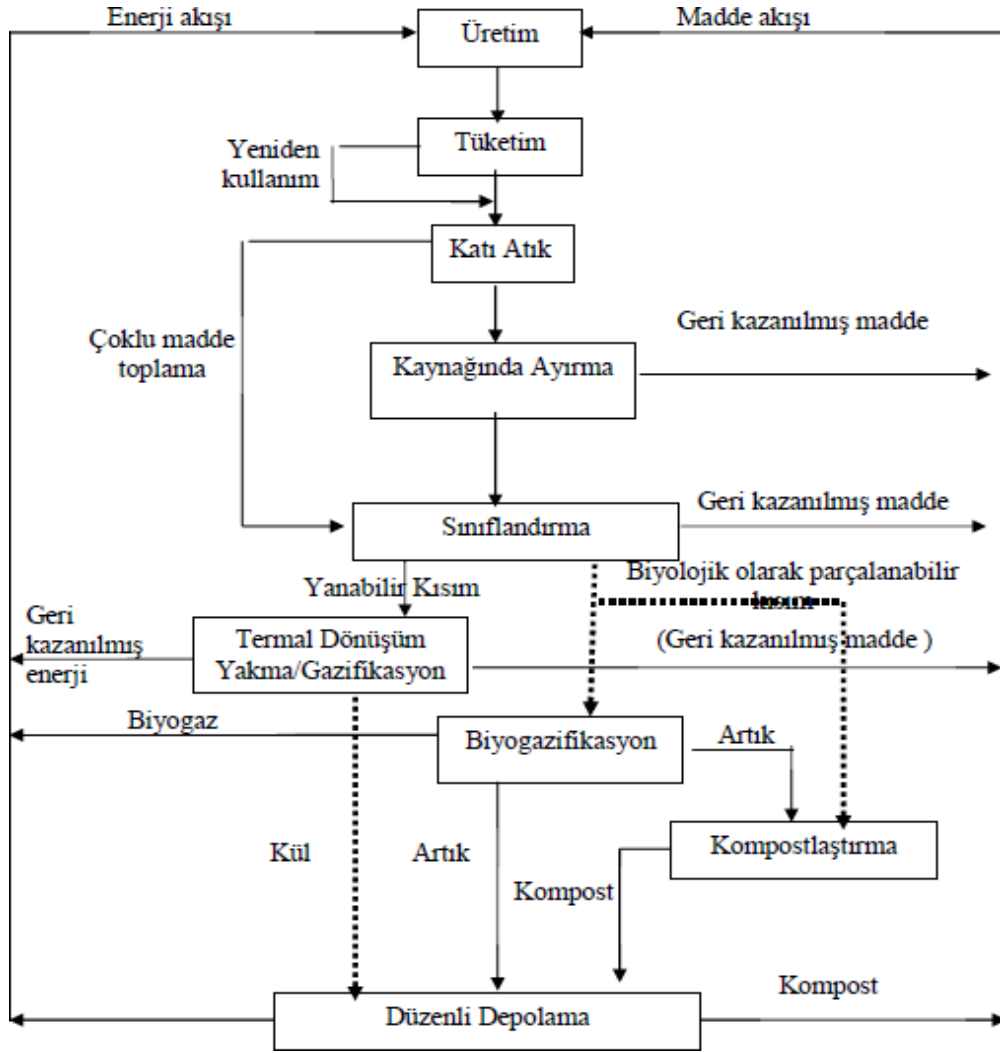 Enerji akışı
Madde akışı
Üretim
Tüketim
Yeniden
kullanım
Katı Atık
Geri kazanılmış madde
Çoklu madde
toplama
Kaynağında Ayırma
Geri kazanılmış madde
Sınıflandırma
Biyolojik olarak parçalanabilir
kısım
Yanabilir Kısım
Geri
kazanılmış
enerji
Termal Dönüşüm
Yakma/Gazifikasyon
(Geri kazanılmış madde )
Biyogaz
Biyogazifikasyon
Artık
Kül
Artık
Kompostlaştırma
Kompost
Kompost
Düzenli Depolama